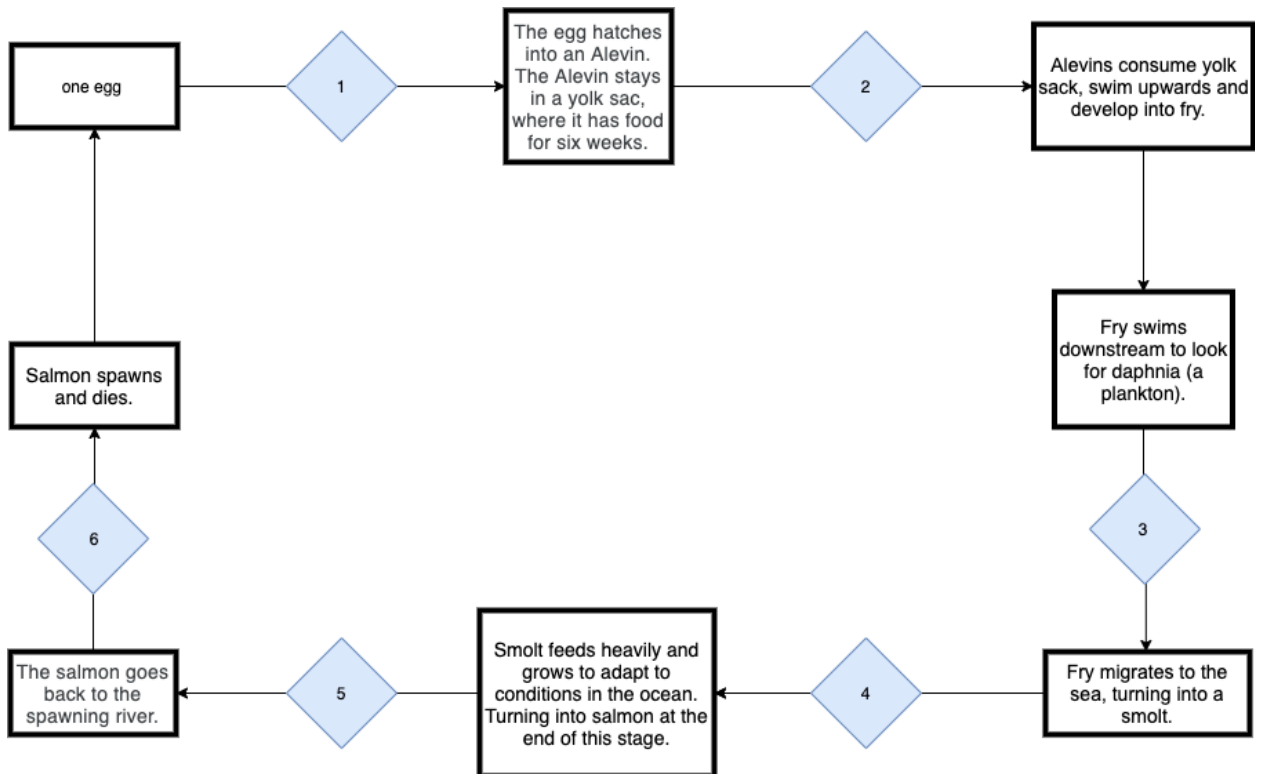 one egg
1
The egg hatches
into an Alevin.
The Alevin stays
in a yolk sac,
where it has food
for six weeks.
2
Alevins consume yolk
sack, swim upwards and
develop into fry.
Fry swims
downstream to look
for daphnia (a
plankton).
3
Fry migrates to the
sea, turning into a
smolt.
4
Smolt feeds heavily and
grows to adapt to
conditions in the ocean.
Turning into salmon at the
end of this stage.
5
The salmon goes
back to the
spawning river.
6
Salmon spawns
and dies.